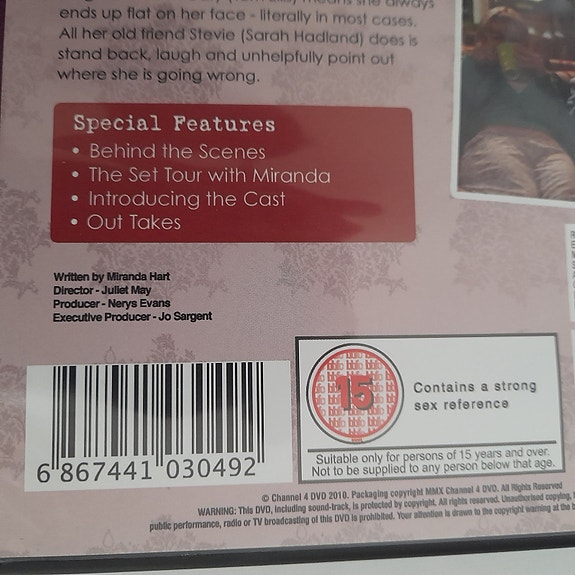 always
ends up flat on her face - literally in most cases.
All her old friend Stevie (Sarah Hadland) does is
stand back, laugh and unhelpfully point out
where she is going wrong.
Special Features
• Behind the Scenes
• The Set Tour with Miranda
• Introducing the Cast
• Out Takes
Written by Miranda Hart
Director - Juliet May
Producer - Nerys Evans
Executive Producer - Jo Sargent
6 867441 030492
15
Contains a strong
sex reference
Suitable only for persons of 15 years and over.
Not to be supplied to any person below that age.
© Channel 4 DVD 2010. Packaging copyright MMX Channel 4 DVD. All Rights Reserved
WARNING: This DVD, including sound-track, is protected by copyright. All rights reserved. Unauthorised copying,
public performance, radio or TV broadcasting of this DVD is prohibited. Your attention is drawn to the copyright warning at the